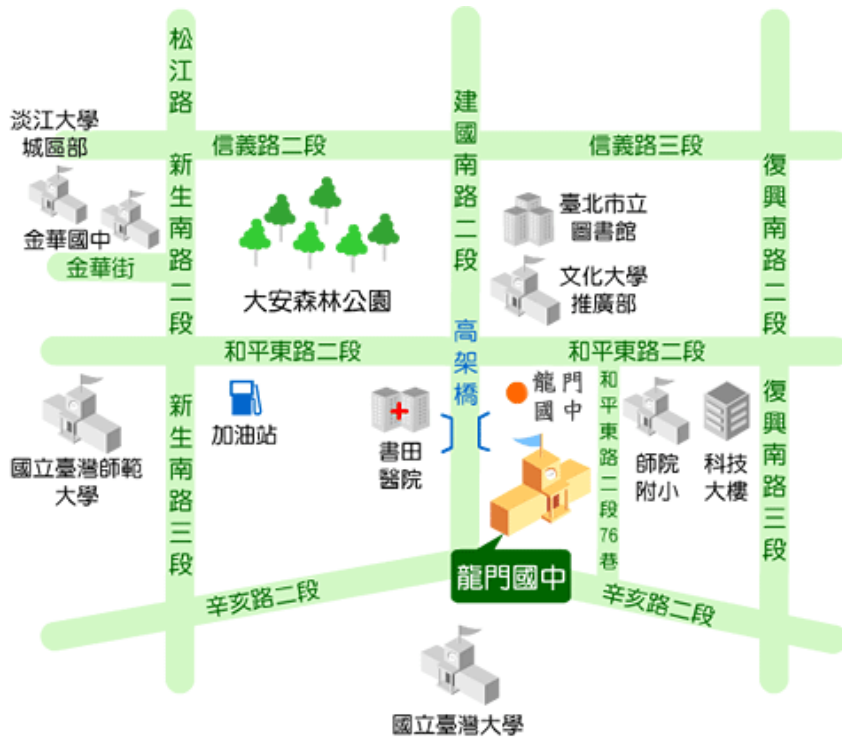 松江路
建國南路二段
淡江大學
城區部
信義路二段
信義路三段
新生南路二段
復興南路二段
臺北市立
圖書館
金華國中
金華街
文化大學
推廣部
大安森林公園
高架橋
和平東路二段
和平東路二段
龍門
國中
和平東路二段76巷
新生南路三段
復興南路三段
加油站
書田
醫院
師院
附小
科技
大樓
國立臺灣師範
大學
龍門國中
辛亥路二段
辛亥路二段
國立臺灣大學